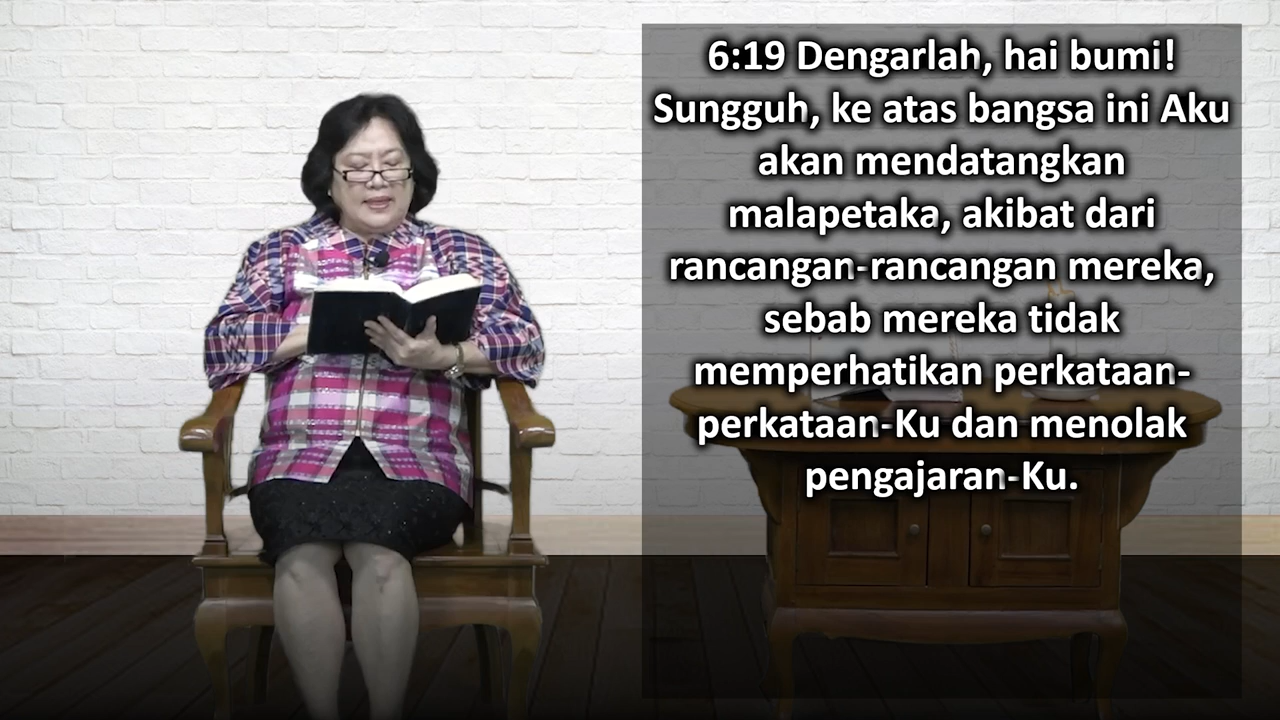 6:19 Dengarlah, hai bumi!
Sungguh, ke atas bangsa ini Aku
akan mendatangkan
malapetaka, akibat dari
rancangan-rancangan mereka,
sebab mereka tidak
memperhatikan perkataan-
perkataan-Ku dan menolak
pengajaran-Ku.